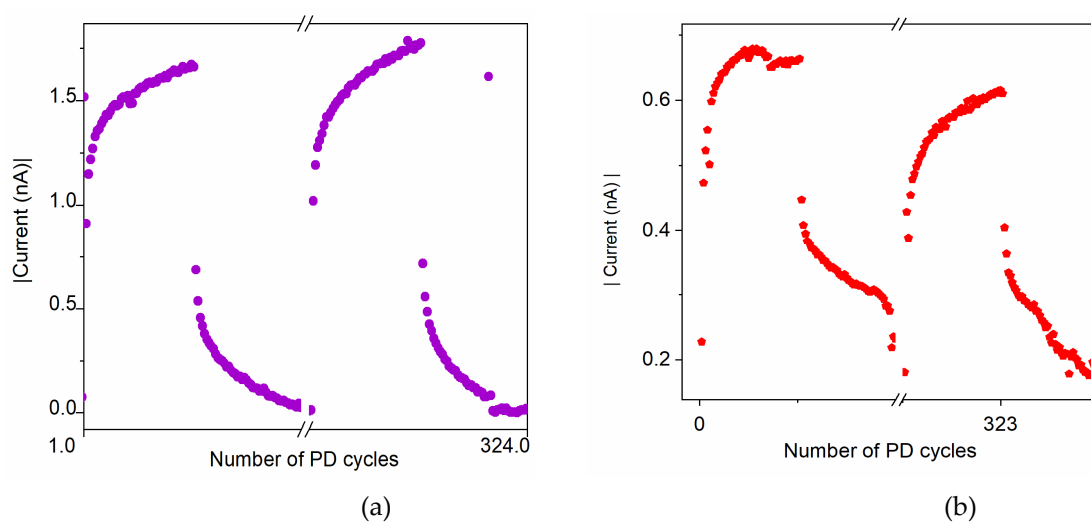 1.5
1.0
0.5
0.0
|Current (nA)|
1.0
324.0
Number of PD cycles
(a)
0.6
0.4
0.2
| Current (nA) |
0
323
Number of PD cycles
(b)